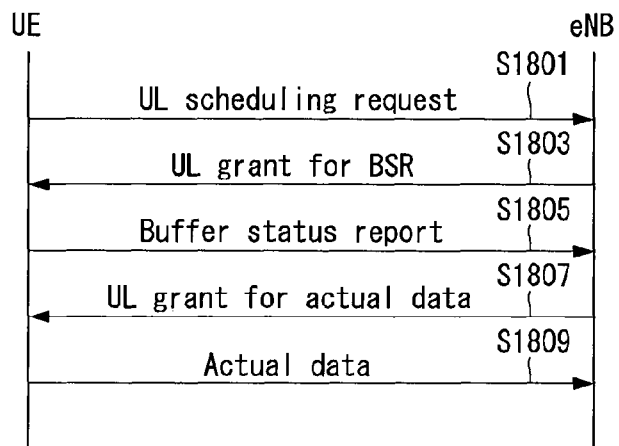 UE
eNB
S1801
UL scheduling request
S1803
UL grant for BSR
S1805
Buffer status report
S1807
UL grant for actual data
S1809
Actual data